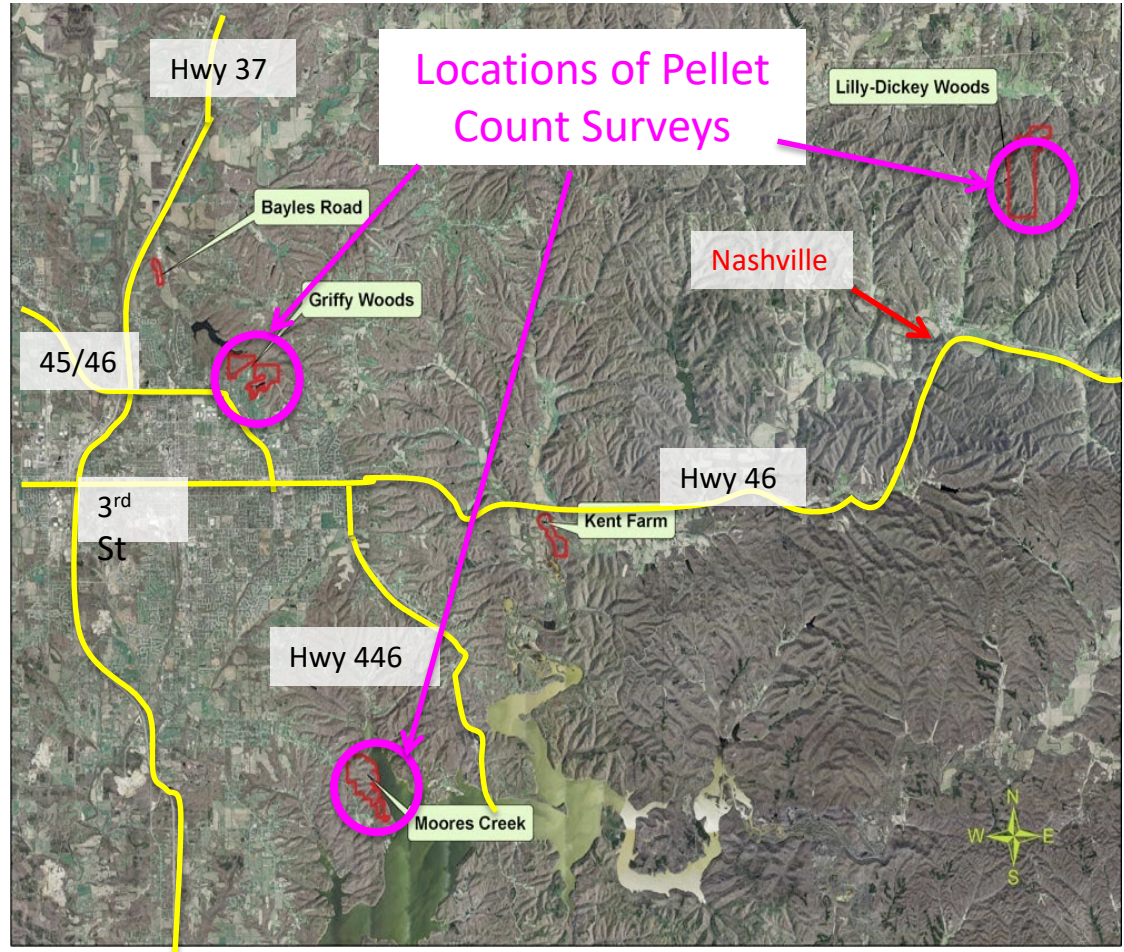 Hwy 37
Locations of Pellet
Count Surveys
Lilly-Dickey Woods
Bayles Road
Nashville
Griffy Woods
45/46
Hwy 46
3rd
St
Kent Farm
Hwy 446
Moores Creek
N
W
E
S